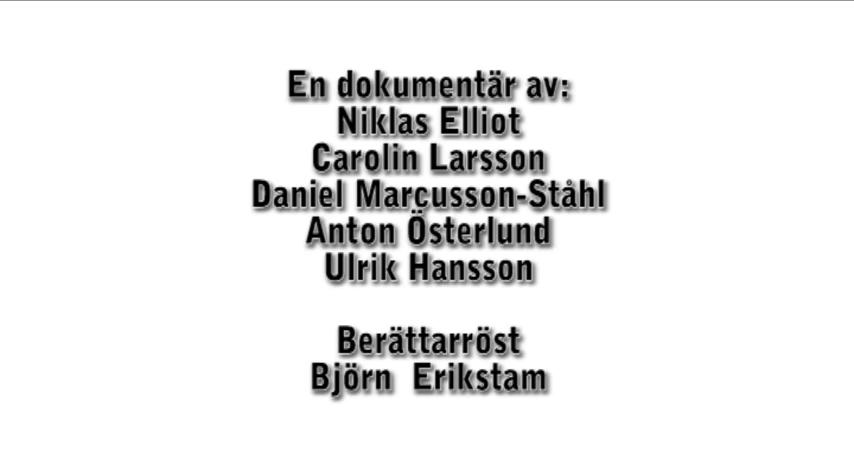 En dokumentär av:
Niklas Elliot
Carolin Larsson
Daniel Marcusson-Ståhl
Anton Österlund
Ulrik Hansson
Berättarröst
Björn Erikstam